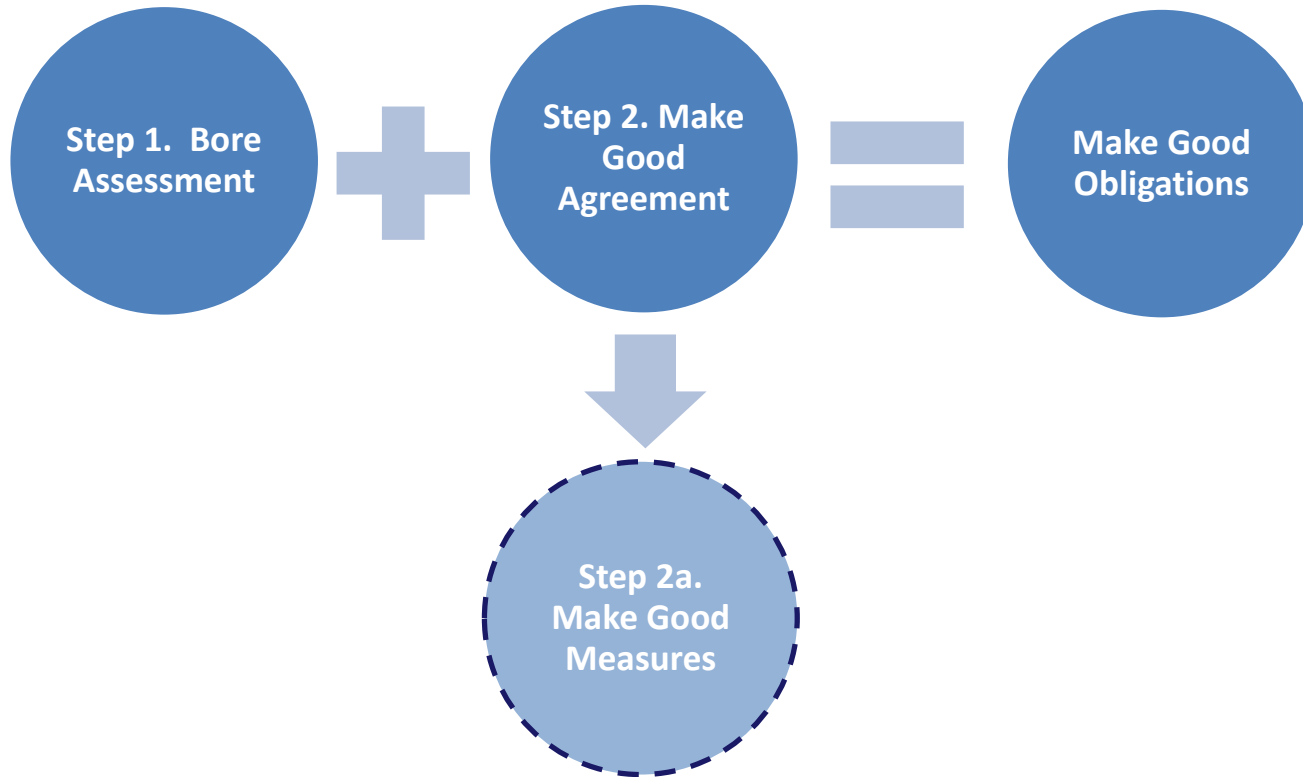 Step 1. Bore
Assessment
Step 2. Make
Good
Agreement
Make Good
Obligations
Step 2a.
Make Good
Measures